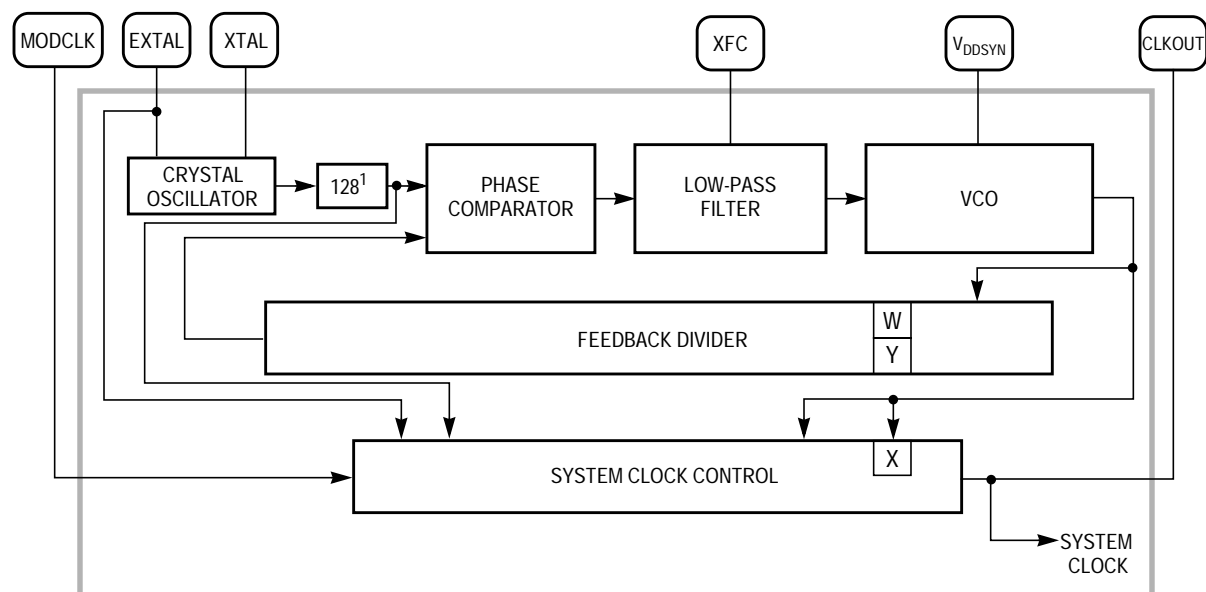 MODCLK
EXTAL
XTAL
XFC
VDDSYN
CLKOUT
CRYSTAL
OSCILLATOR
128¹
PHASE
COMPARATOR
LOW-PASS
FILTER
VCO
FEEDBACK DIVIDER
W
Y
SYSTEM CLOCK CONTROL
X
SYSTEM
CLOCK